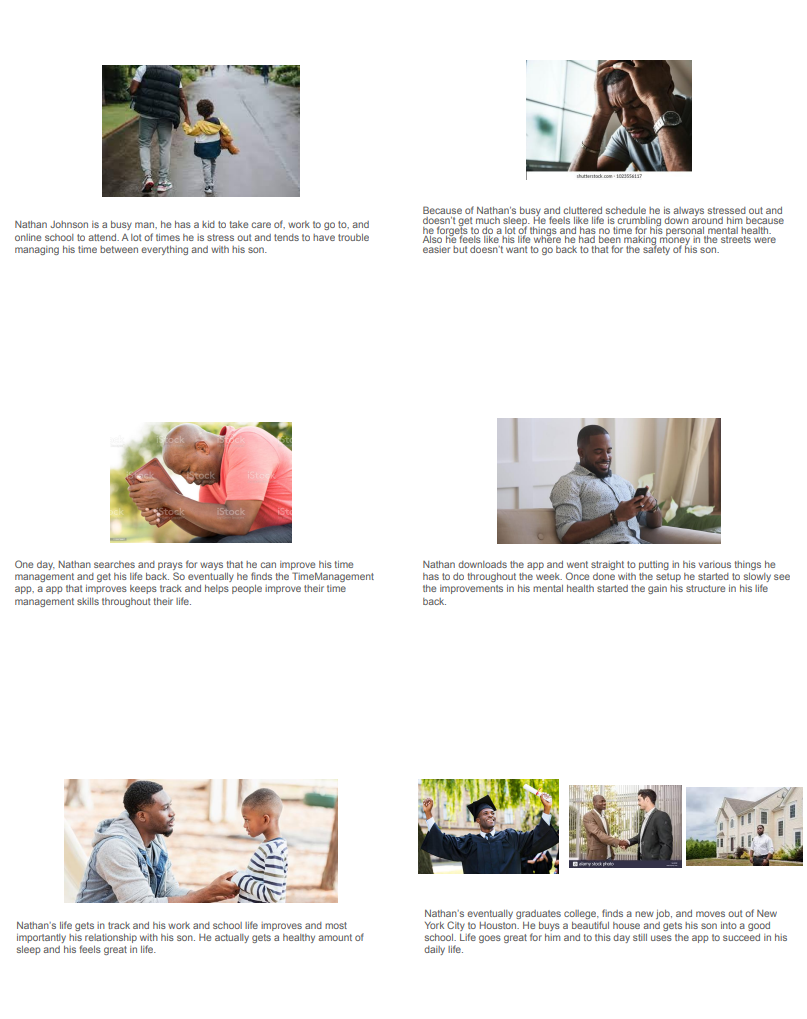 shutterstock.com · 1023556117
Nathan Johnson is a busy man, he has a kid to take care of, work to go to, and
online school to attend. A lot of times he is stress out and tends to have trouble
managing his time between everything and with his son.
Because of Nathan's busy and cluttered schedule he is always stressed out and
doesn't get much sleep. He feels like life is crumbling down around him because
he forgets to do a lot of things and has no time for his personal mental health.
Also he feels like his life where he had been making money in the streets were
easier but doesn't want to go back to that for the safety of his son.
iStock
iStock
iStock
iStock
One day, Nathan searches and prays for ways that he can improve his time
management and get his life back. So eventually he finds the TimeManagement
app, a app that improves keeps track and helps people improve their time
management skills throughout their life.
Nathan downloads the app and went straight to putting in his various things he
has to do throughout the week. Once done with the setup he started to slowly see
the improvements in his mental health started the gain his structure in his life
back.
Nathan's life gets in track and his work and school life improves and most
importantly his relationship with his son. He actually gets a healthy amount of
sleep and his feels great in life.
alamy stock photo
Nathan's eventually graduates college, finds a new job, and moves out of New
York City to Houston. He buys a beautiful house and gets his son into a good
school. Life goes great for him and to this day still uses the app to succeed in his
daily life.